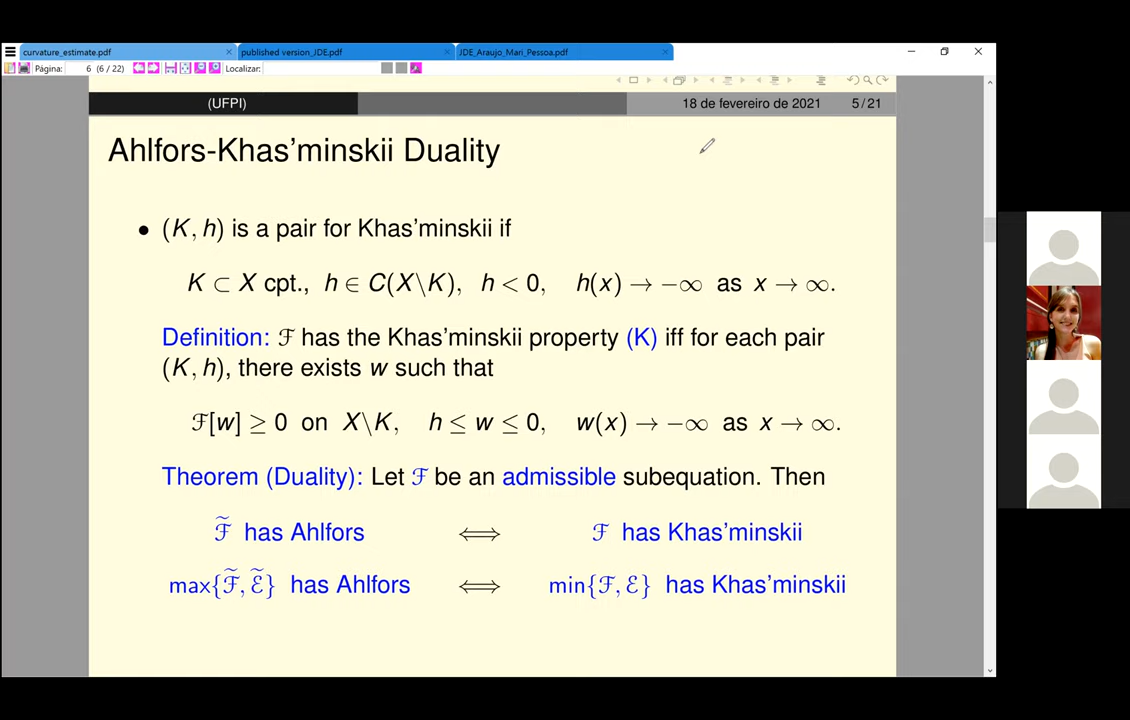 curvature_estimate.pdf
published version_JDE.pdf
JDE_Araujo_Mari_Pessoa.pdf
Página: 6 (6 / 22) Localizar:
(UFPI) 18 de fevereiro de 2021 5 / 21
Ahlfors-Khas'minskii Duality
• (K, h) is a pair for Khas'minskii if
K ⊂ X cpt., h ∈ C(X\K), h < 0, h(x) → −∞ as x → ∞.
Definition: ℱ has the Khas'minskii property (K) iff for each pair
(K, h), there exists w such that
ℱ[w] ≥ 0 on X\K, h ≤ w ≤ 0, w(x) → −∞ as x → ∞.
Theorem (Duality): Let ℱ be an admissible subequation. Then
ℱ̃ has Ahlfors ⟺ ℱ has Khas'minskii
max{ℱ̃, ℰ̃} has Ahlfors ⟺ min{ℱ, ℰ} has Khas'minskii